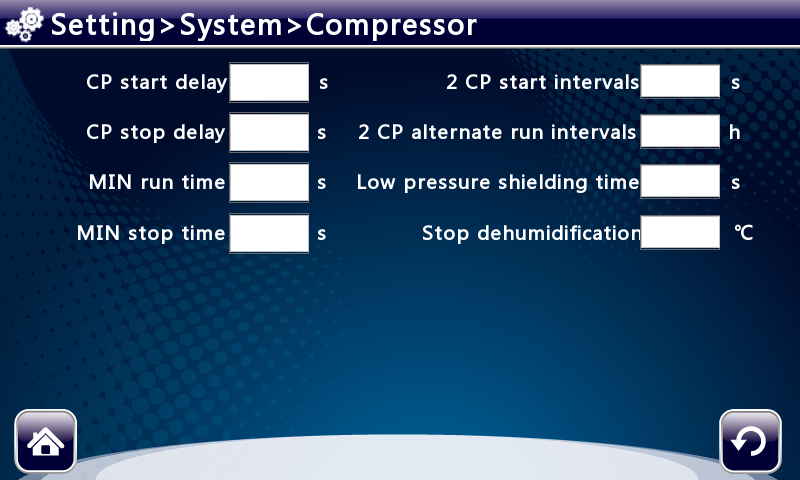 Setting>System>Compressor
CP start delay s 2 CP start intervals s
CP stop delay s 2 CP alternate run intervals h
MIN run time s Low pressure shielding time s
MIN stop time s Stop dehumidification ℃